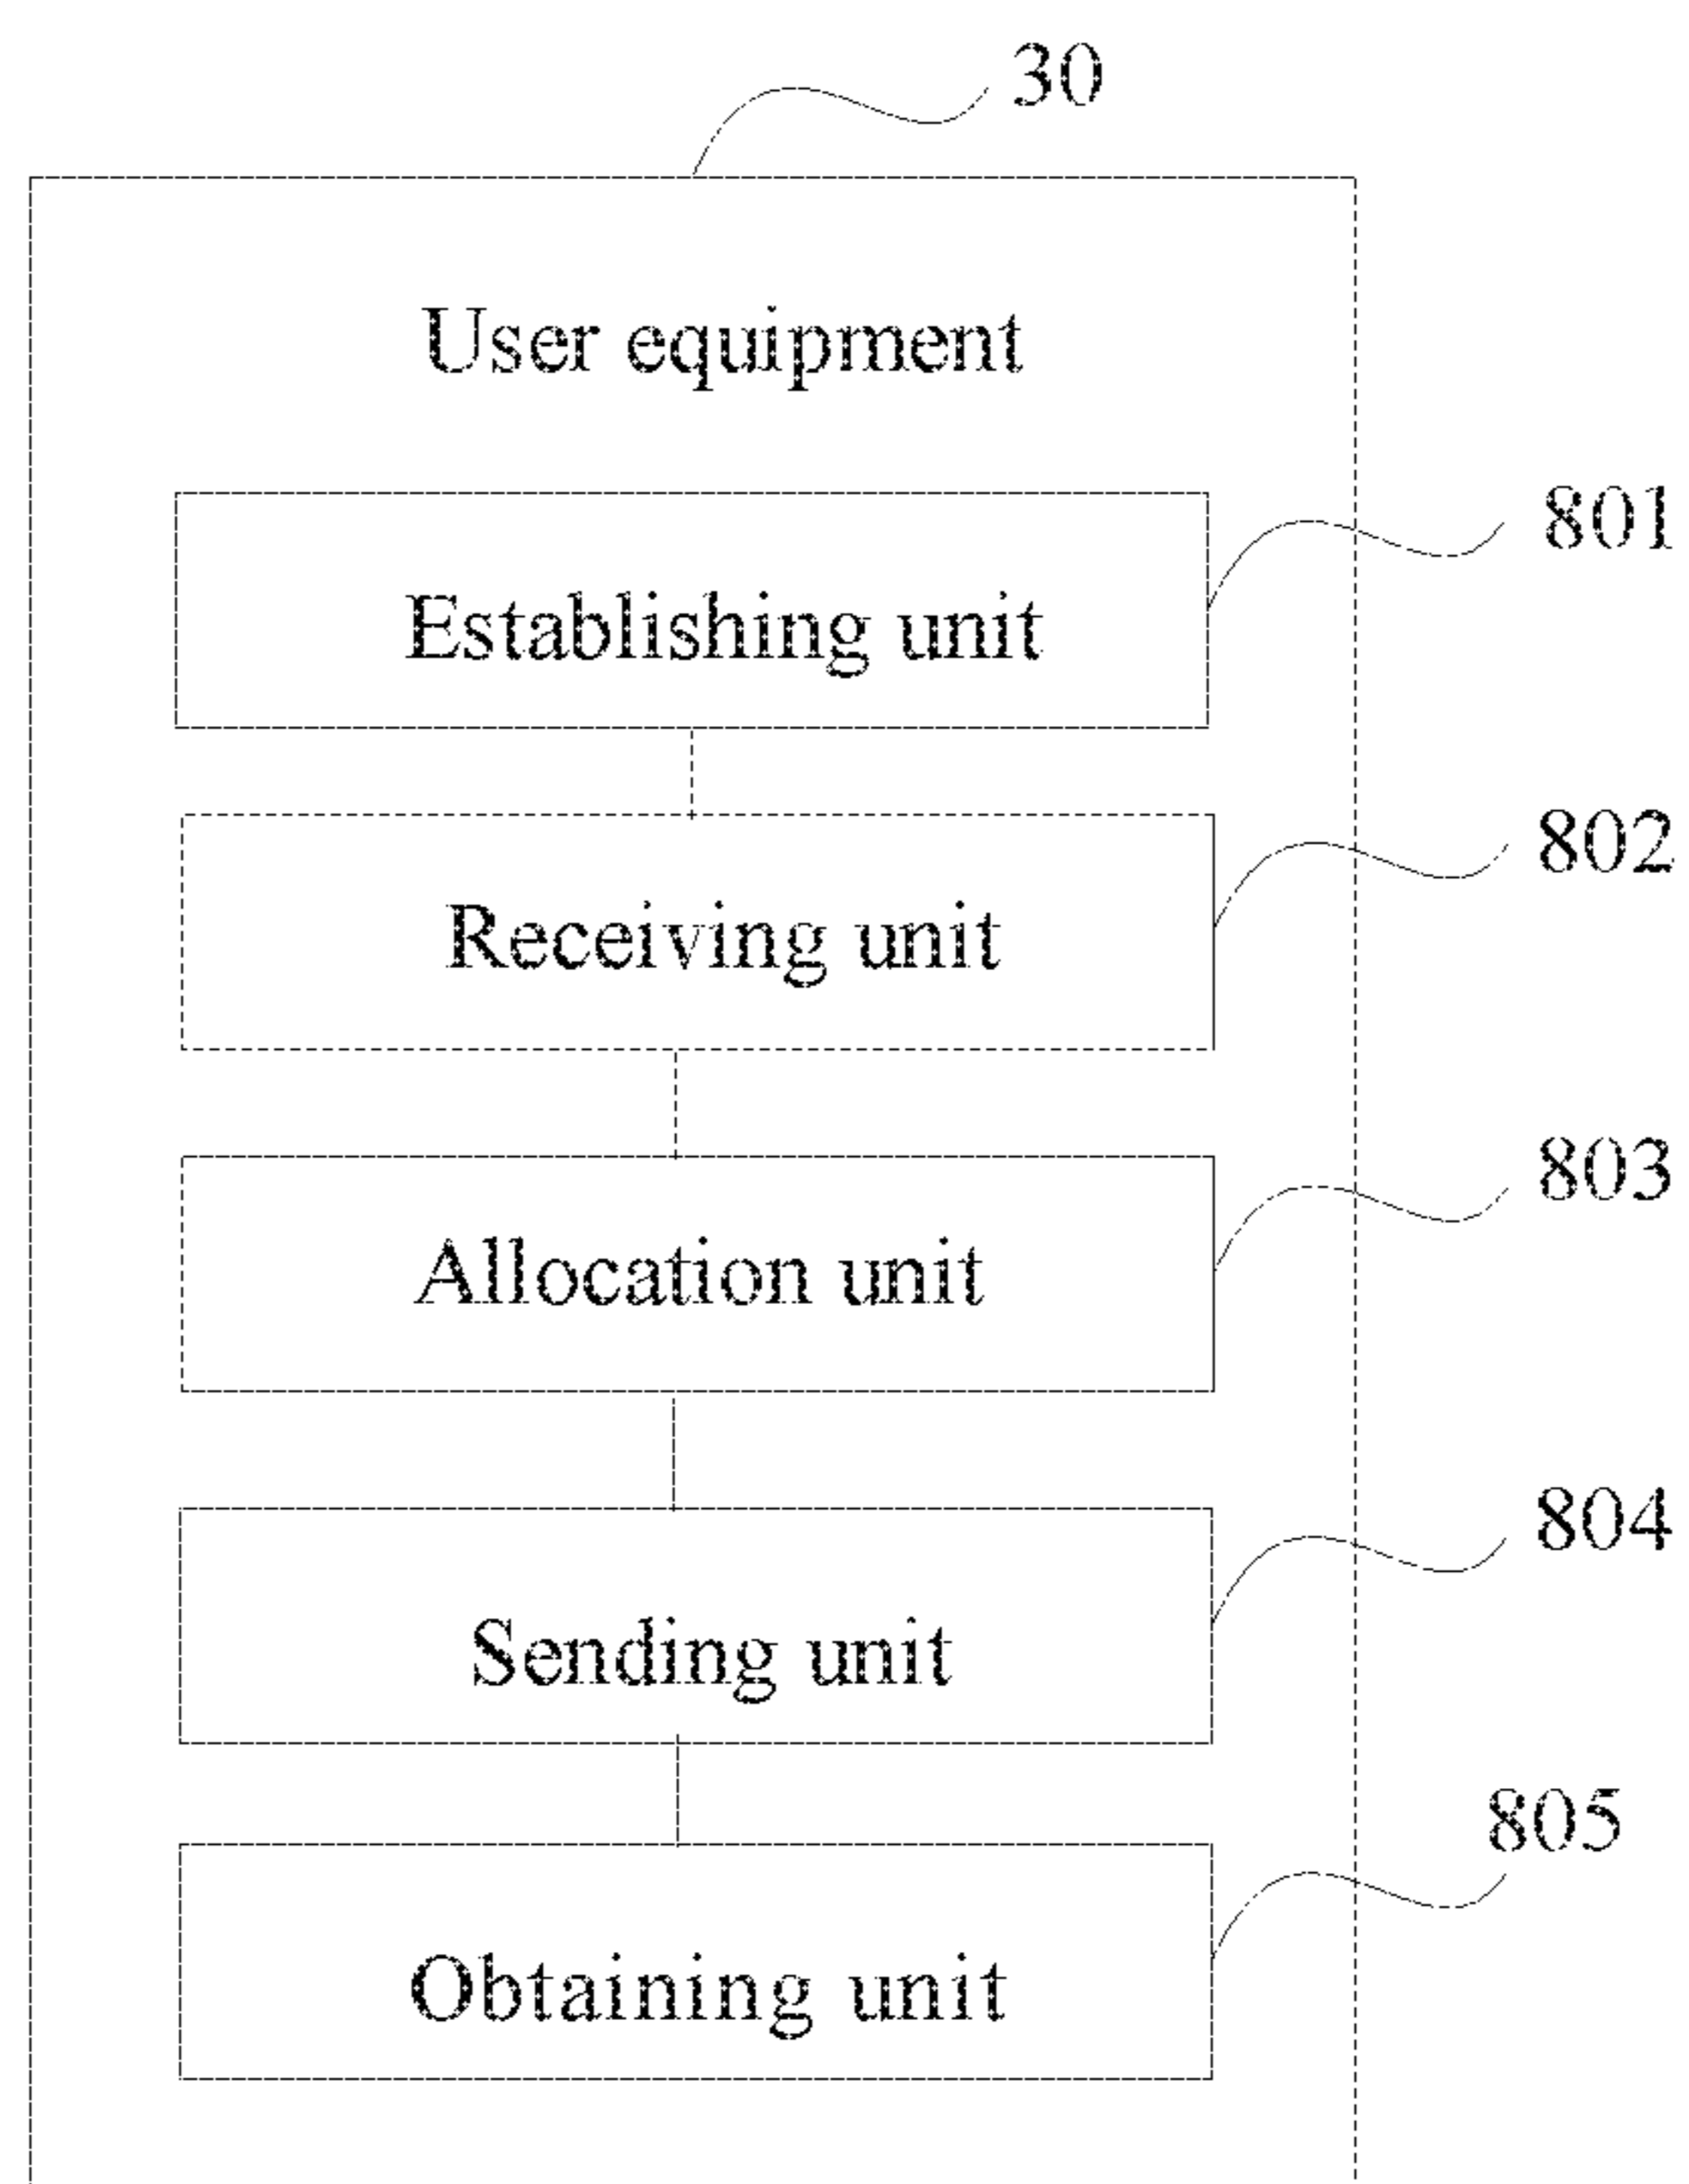 30
User equipment
801
Establishing unit
802
Receiving unit
803
Allocation unit
804
Sending unit
805
Obtaining unit